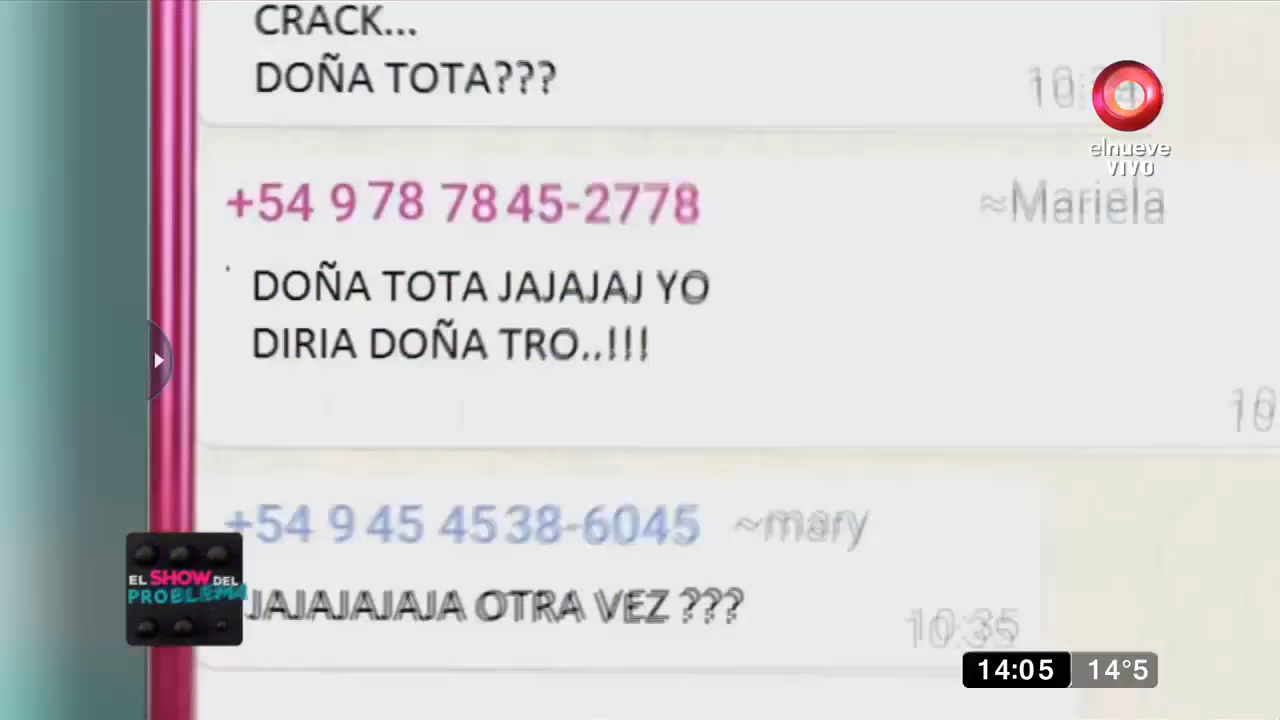 CRACK...
DOÑA TOTA???
elnueve
VIVO
+54 9 78 7845-2778
≈Mariela
DOÑA TOTA JAJAJAJ YO
DIRIA DOÑA TRO..!!!
10
+54 9 45 4538-6045 ~mary
EL SHOW DEL
PROBLEMA
JAJAJAJAJA OTRA VEZ ???
10:35
14:05 14°5